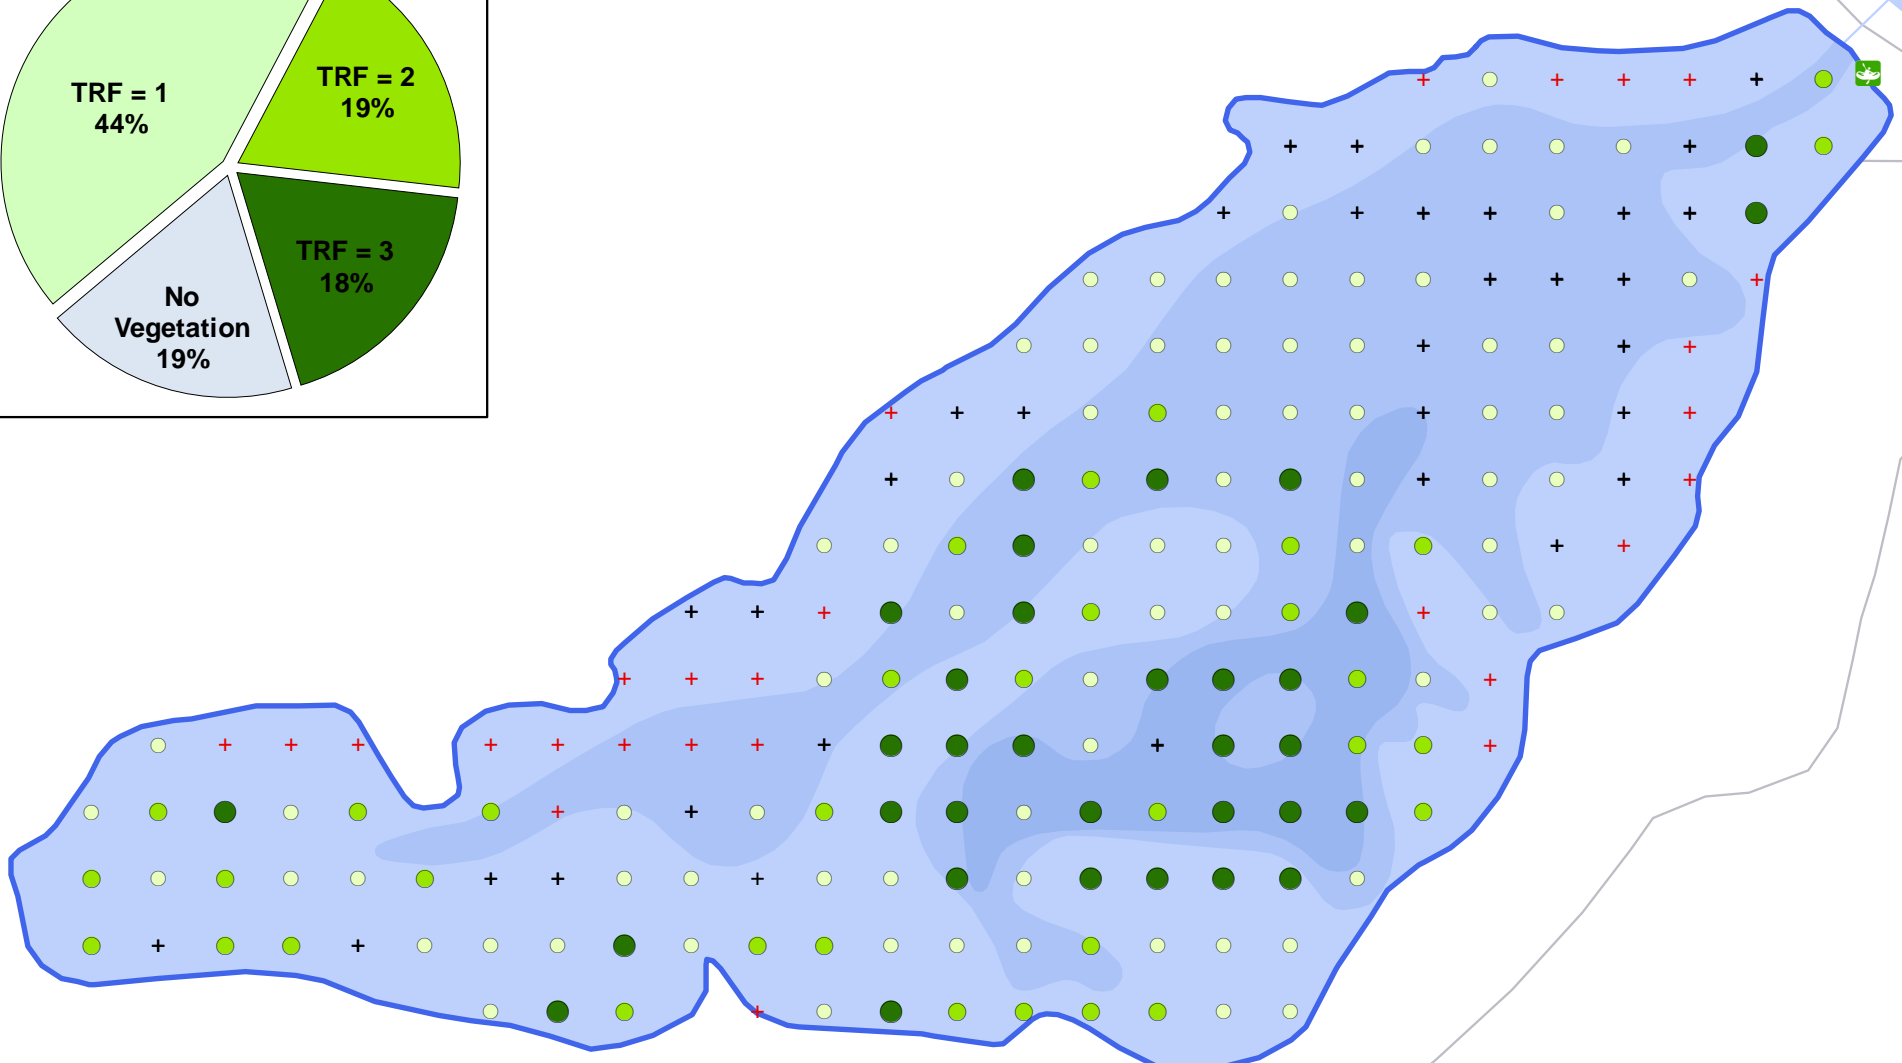 TRF = 1
44%
TRF = 2
19%
TRF = 3
18%
No
Vegetation
19%